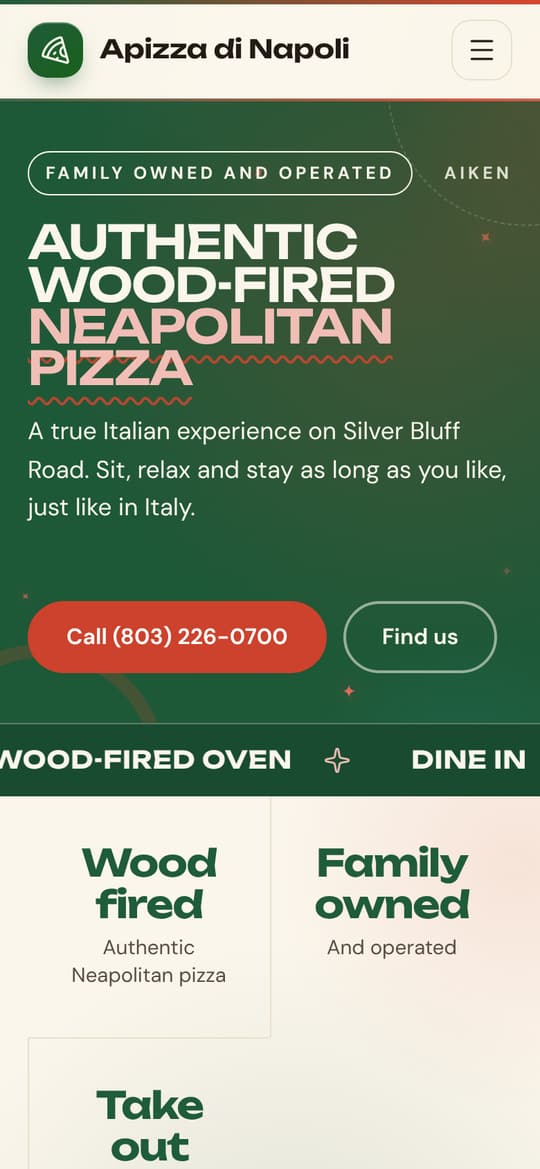 Apizza di Napoli
FAMILY OWNED AND OPERATED
AIKEN
AUTHENTIC
WOOD-FIRED
NEAPOLITAN
PIZZA
A true Italian experience on Silver Bluff
Road. Sit, relax and stay as long as you like,
just like in Italy.
Call (803) 226-0700
Find us
WOOD-FIRED OVEN
DINE IN
Wood
fired
Authentic
Neapolitan pizza
Family
owned
And operated
Take
out